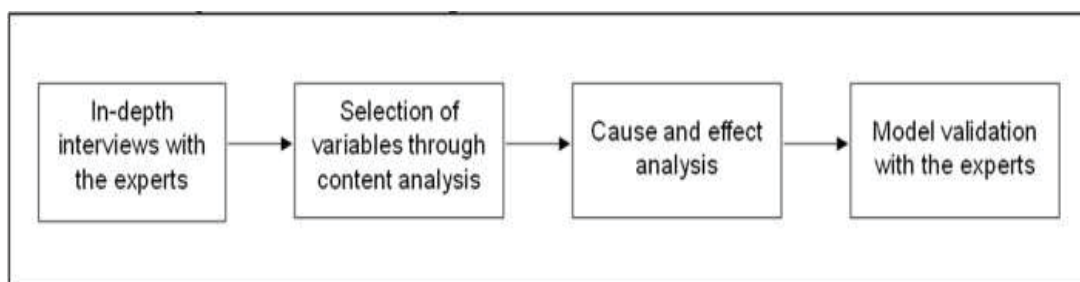 In-depth
interviews with
the experts
Selection of
variables through
content analysis
Cause and effect
analysis
Model validation
with the experts